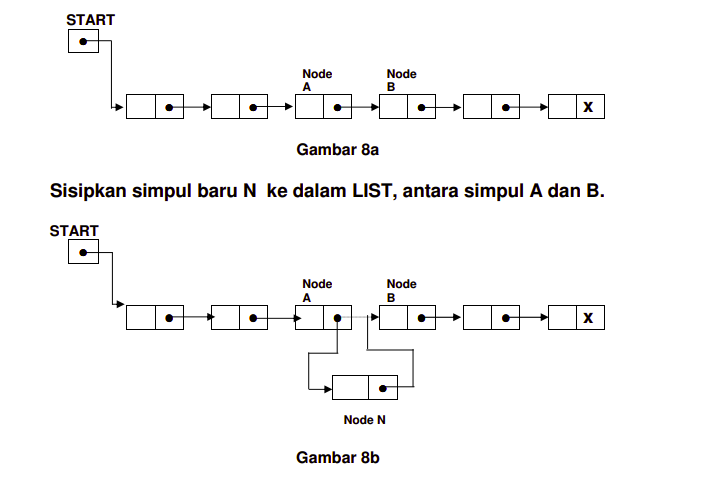 START
Node
A
Node
B
x
Gambar 8a
Sisipkan simpul baru N ke dalam LIST, antara simpul A dan B.
START
Node
A
Node
B
x
Node N
Gambar 8b